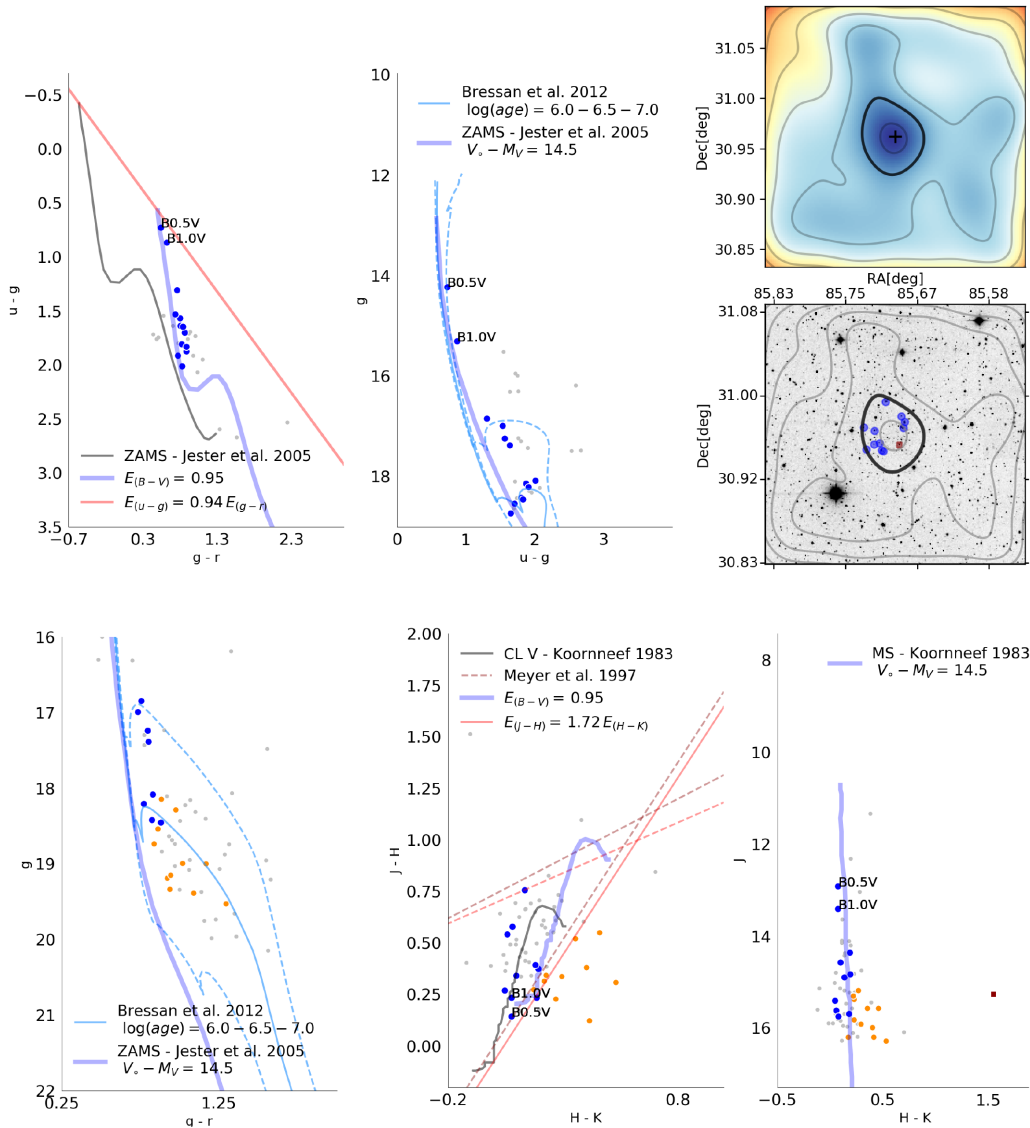 −0.5
0.0
0.5
1.0
1.5
2.0
2.5
3.0
3.5
u - g
B0.5V
B1.0V
ZAMS - Jester et al. 2005
E(B − V) = 0.95
E(u − g) = 0.94 E(g − r)
−0.7
0.3
1.3
2.3
g - r
10
12
14
16
18
g
Bressan et al. 2012
log(age) = 6.0 − 6.5 − 7.0
ZAMS - Jester et al. 2005
V∘ − MV = 14.5
B0.5V
B1.0V
0
1
2
3
u - g
31.05
31.00
30.95
30.90
30.85
Dec[deg]
RA[deg]
85.83
85.75
85.67
85.58
31.08
31.00
30.92
30.83
Dec[deg]
16
17
18
19
20
21
22
g
Bressan et al. 2012
log(age) = 6.0 − 6.5 − 7.0
ZAMS - Jester et al. 2005
V∘ − MV = 14.5
0.25
1.25
g - r
2.00
1.75
1.50
1.25
1.00
0.75
0.50
0.25
0.00
J - H
CL V - Koornneef 1983
Meyer et al. 1997
E(B − V) = 0.95
E(J − H) = 1.72 E(H − K)
B1.0V
B0.5V
−0.2
0.8
H - K
8
10
12
14
16
J
MS - Koornneef 1983
V∘ − MV = 14.5
B0.5V
B1.0V
−0.5
0.5
1.5
H - K